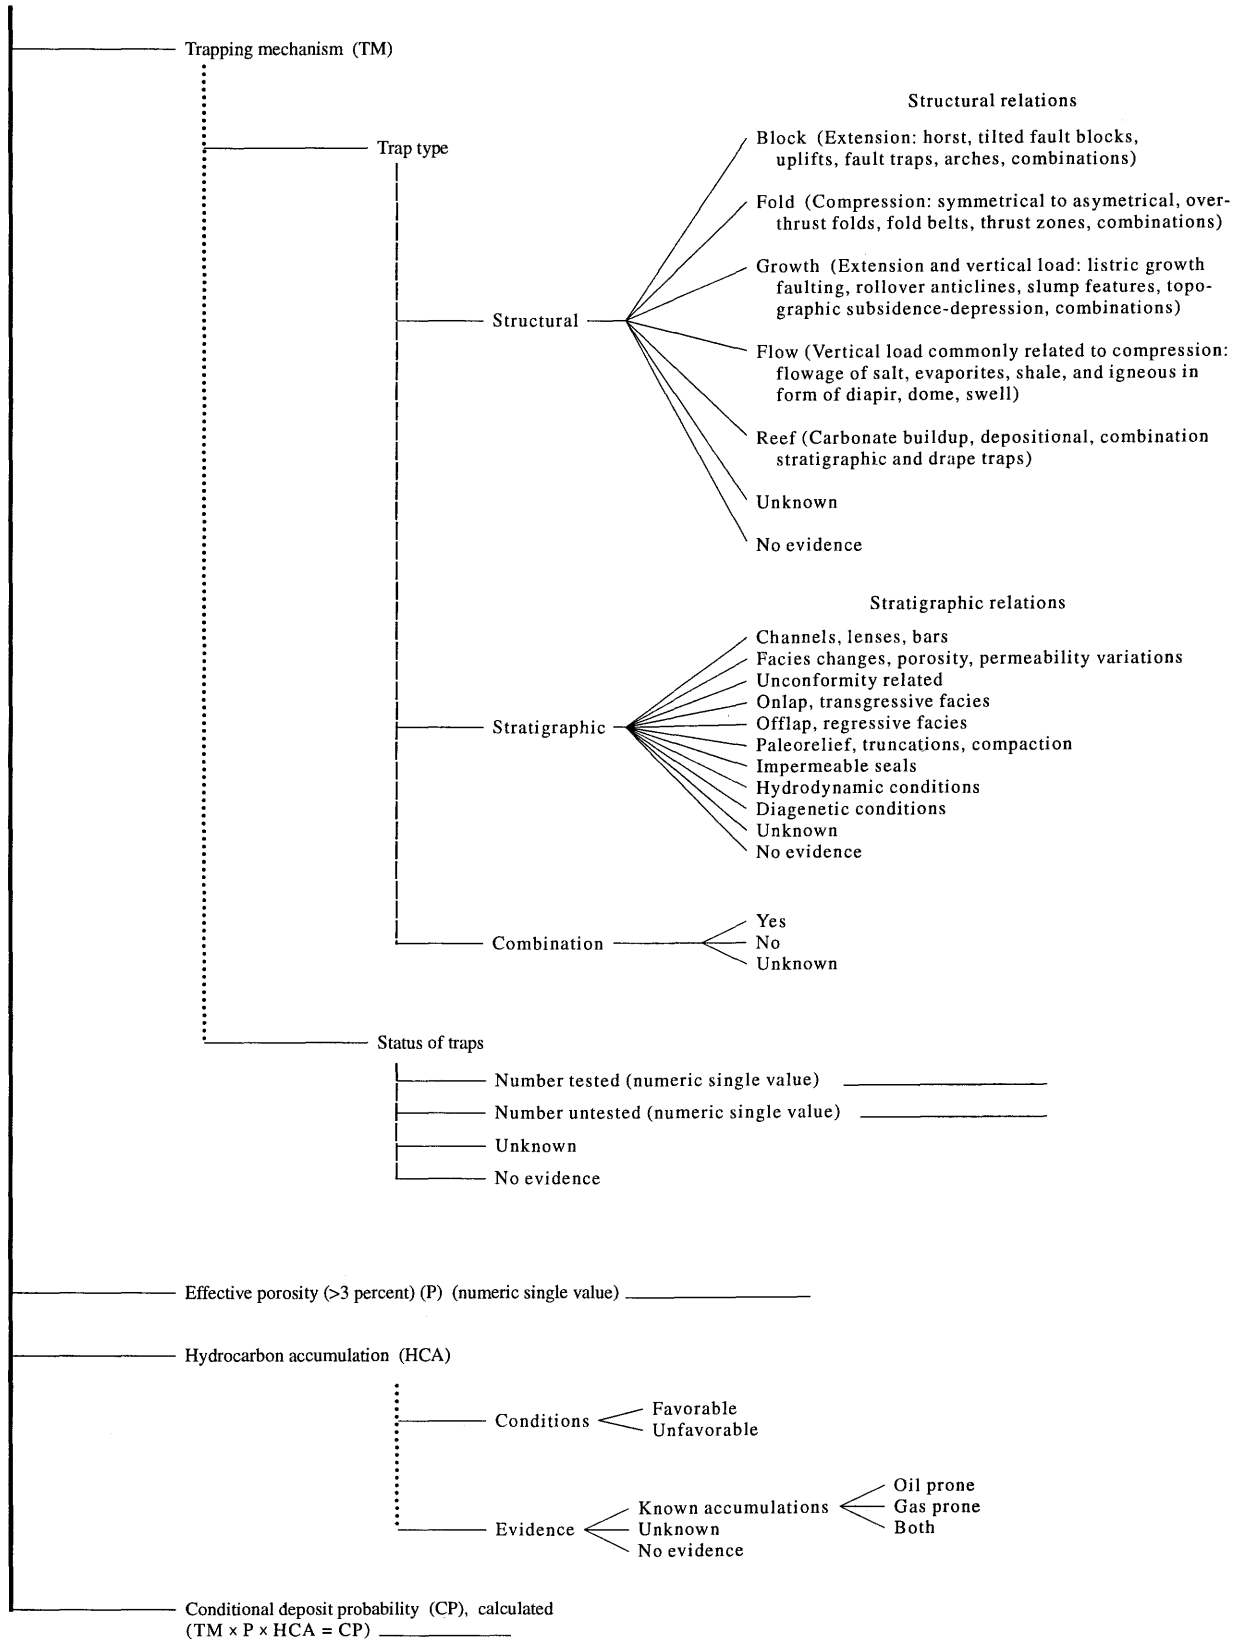 Trapping mechanism (TM)
Structural relations
Trap type
Block (Extension: horst, tilted fault blocks,
uplifts, fault traps, arches, combinations)
Fold (Compression: symmetrical to asymetrical, over-
thrust folds, fold belts, thrust zones, combinations)
Growth (Extension and vertical load: listric growth
faulting, rollover anticlines, slump features, topo-
graphic subsidence-depression, combinations)
Structural
Flow (Vertical load commonly related to compression:
flowage of salt, evaporites, shale, and igneous in
form of diapir, dome, swell)
Reef (Carbonate buildup, depositional, combination
stratigraphic and drape traps)
Unknown
No evidence
Stratigraphic relations
Channels, lenses, bars
Facies changes, porosity, permeability variations
Unconformity related
Onlap, transgressive facies
Offlap, regressive facies
Stratigraphic
Paleorelief, truncations, compaction
Impermeable seals
Hydrodynamic conditions
Diagenetic conditions
Unknown
No evidence
Combination
Yes
No
Unknown
Status of traps
Number tested (numeric single value)
Number untested (numeric single value)
Unknown
No evidence
Effective porosity (>3 percent) (P) (numeric single value)
Hydrocarbon accumulation (HCA)
Conditions
Favorable
Unfavorable
Evidence
Known accumulations
Unknown
No evidence
Oil prone
Gas prone
Both
Conditional deposit probability (CP), calculated
(TM × P × HCA = CP)